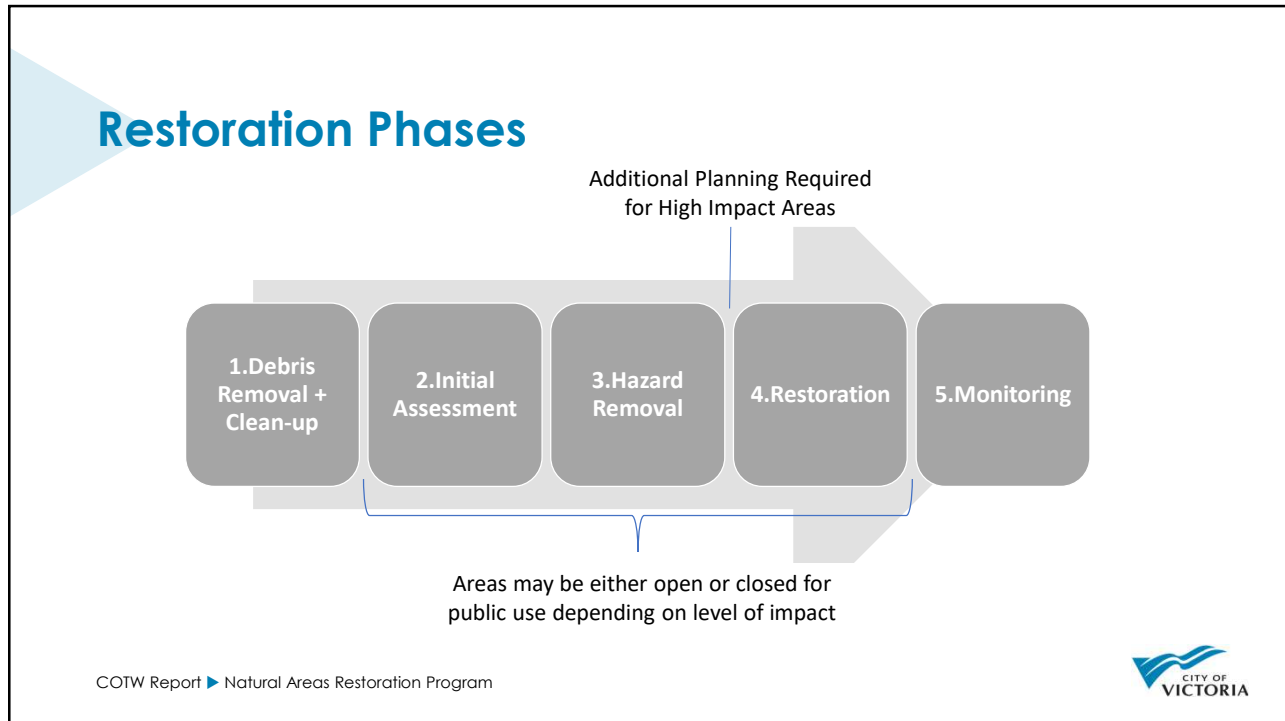 Restoration Phases
Additional Planning Required
for High Impact Areas
1.Debris
Removal +
Clean-up
2.Initial
Assessment
3.Hazard
Removal
4.Restoration
5.Monitoring
Areas may be either open or closed for
public use depending on level of impact
COTW Report ▶ Natural Areas Restoration Program
CITY OF
VICTORIA